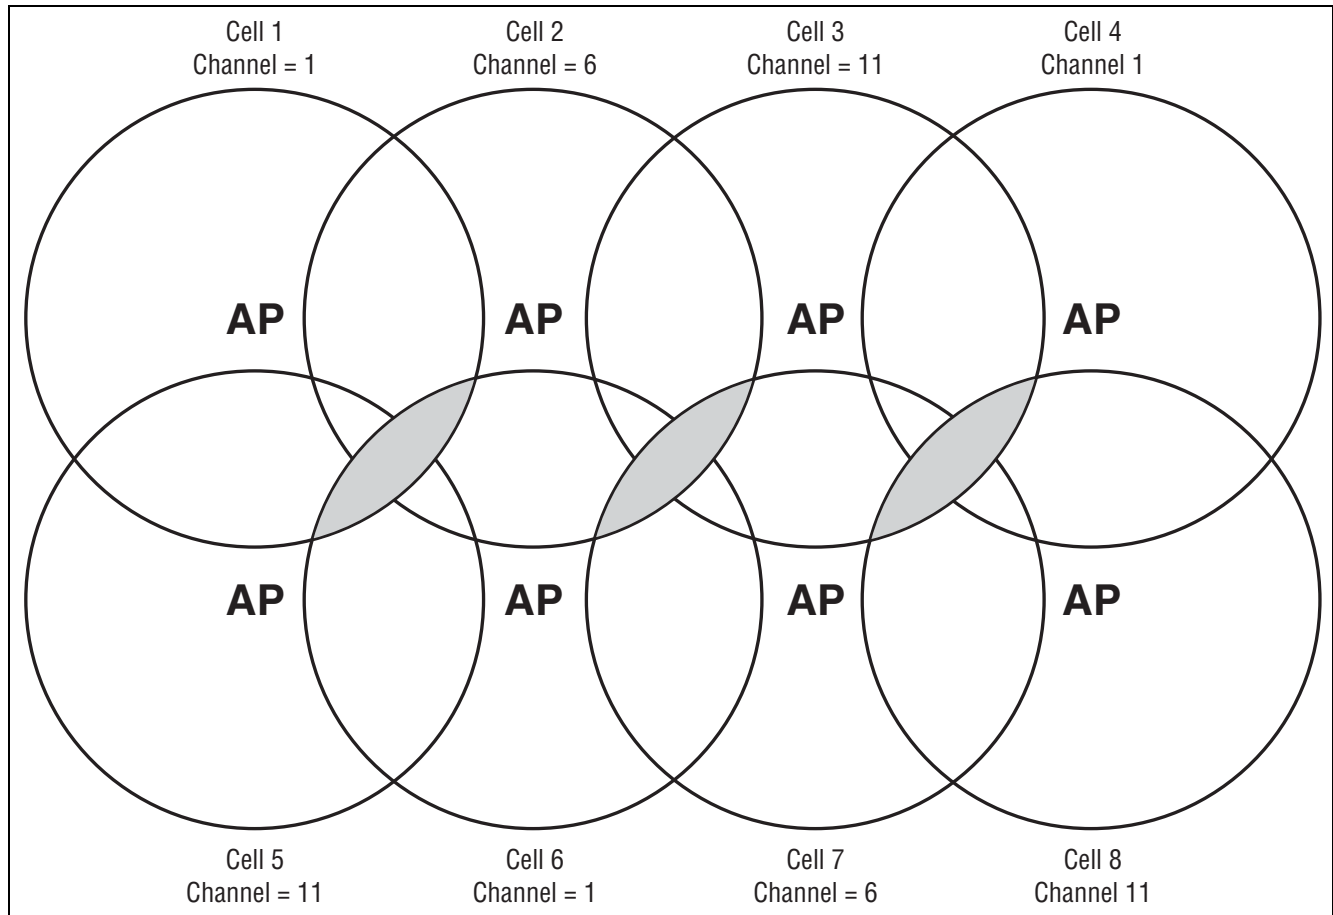 Cell 1
Channel = 1
Cell 2
Channel = 6
Cell 3
Channel = 11
Cell 4
Channel 1
AP
AP
AP
AP
AP
AP
AP
AP
Cell 5
Channel = 11
Cell 6
Channel = 1
Cell 7
Channel = 6
Cell 8
Channel 11